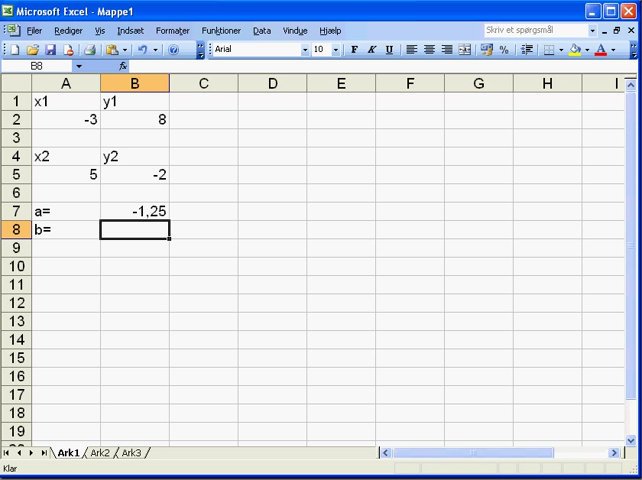 Microsoft Excel - Mappe1
Filer Rediger Vis Indsæt Formater Funktioner Data Vindue Hjælp Skriv et spørgsmål
Arial 10 F K U %
B8 fx
A B C D E F G H I
1 x1 y1
2 -3 8
3
4 x2 y2
5 5 -2
6
7 a= -1,25
8 b=
9
10
11
12
13
14
15
16
17
18
19
Ark1 Ark2 Ark3
Klar